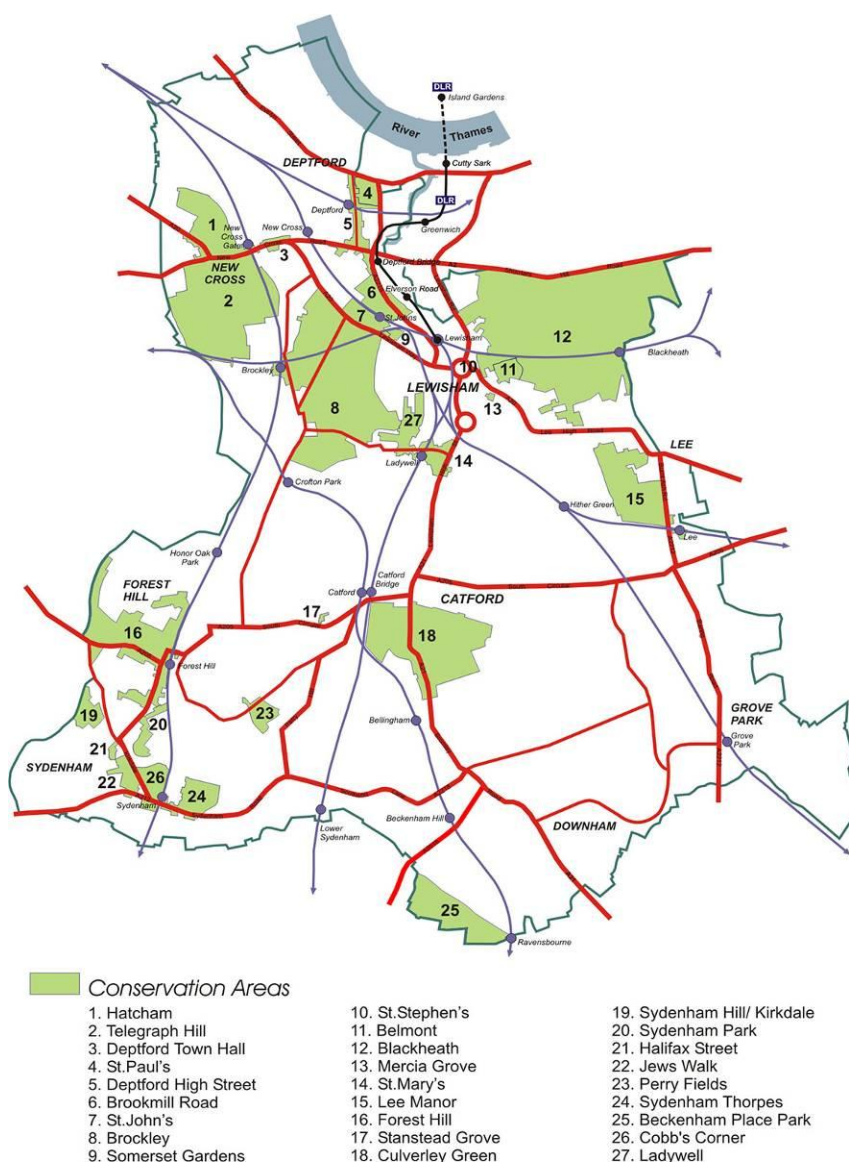 DLR
Island Gardens
River Thames
DEPTFORD
Cutty Sark
4
DLR
Deptford
5
1
New Cross
Greenwich
New
Cross
Gate
3
Deptford Bridge
NEW
CROSS
Elverson Road
6
2
7
St.Johns
12
9
Lewisham
Blackheath
10
11
Brockley
LEWISHAM
13
8
27
LEE
Ladywell
14
15
Crofton Park
Hither Green
Lee
Honor Oak
Park
FOREST
HILL
Catford
Catford
Bridge
CATFORD
17
16
18
Forest Hill
19
23
20
Bellingham
GROVE
PARK
Grove
Park
21
SYDENHAM
22
26
24
Sydenham
Lower
Sydenham
Beckenham Hill
DOWNHAM
25
Ravensbourne
Conservation Areas
1. Hatcham
2. Telegraph Hill
3. Deptford Town Hall
4. St.Paul's
5. Deptford High Street
6. Brookmill Road
7. St.John's
8. Brockley
9. Somerset Gardens
10. St.Stephen's
11. Belmont
12. Blackheath
13. Mercia Grove
14. St.Mary's
15. Lee Manor
16. Forest Hill
17. Stanstead Grove
18. Culverley Green
19. Sydenham Hill/ Kirkdale
20. Sydenham Park
21. Halifax Street
22. Jews Walk
23. Perry Fields
24. Sydenham Thorpes
25. Beckenham Place Park
26. Cobb's Corner
27. Ladywell